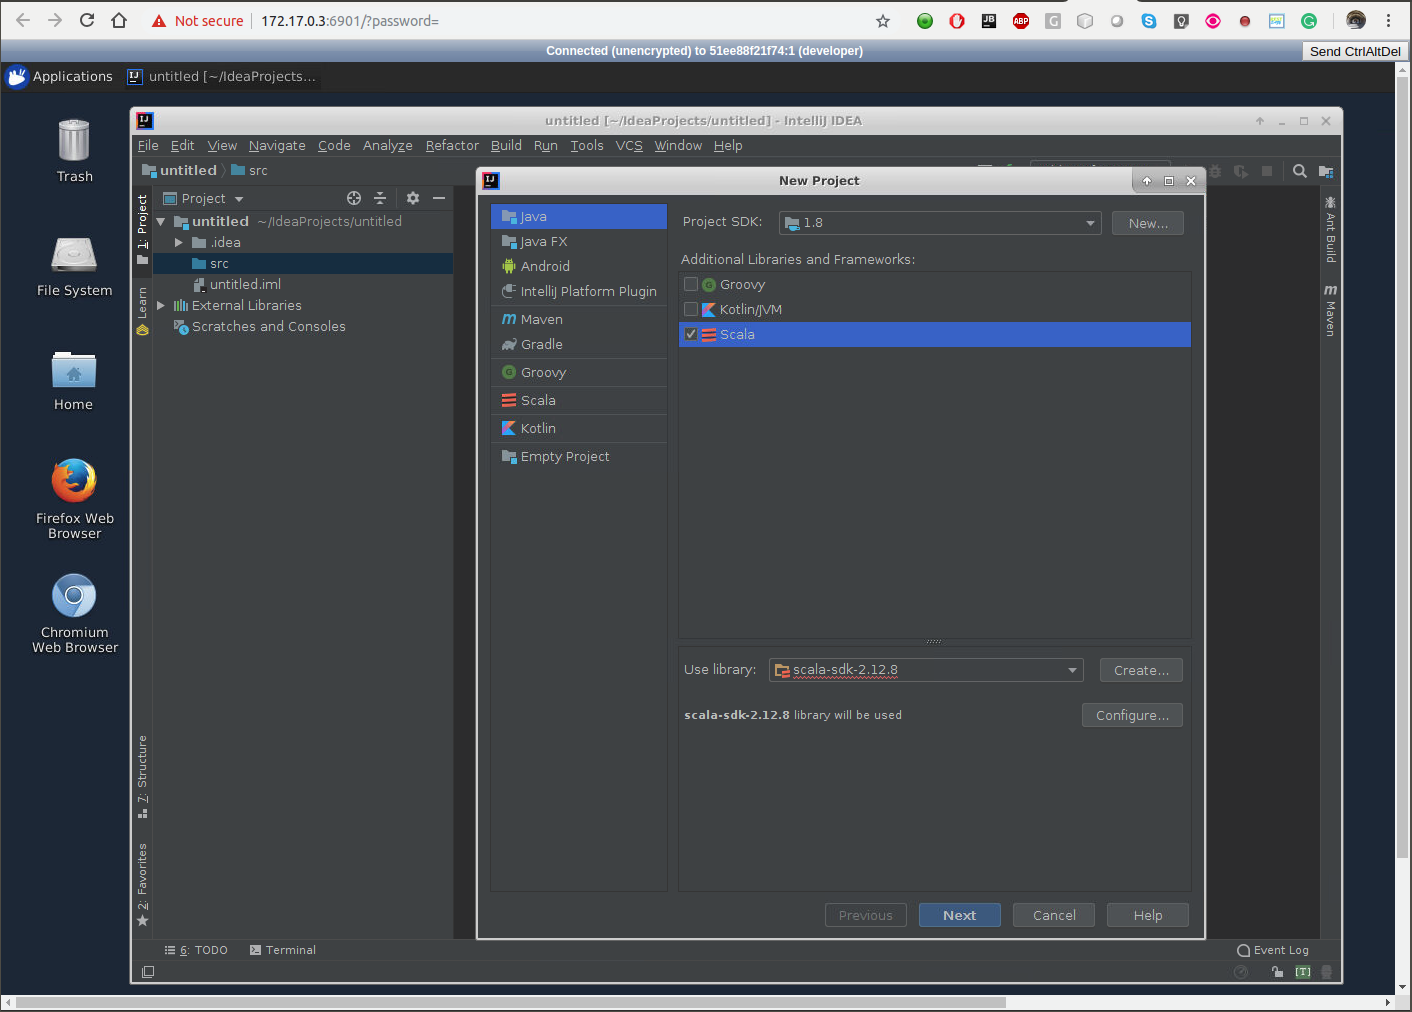 Not secure
172.17.0.3:6901/?password=
Connected (unencrypted) to 51ee88f21f74:1 (developer)
Send CtrlAltDel
Applications
untitled [~/IdeaProjects...
Trash
File System
Home
Firefox Web
Browser
Chromium
Web Browser
untitled [~/IdeaProjects/untitled] - IntelliJ IDEA
File Edit View Navigate Code Analyze Refactor Build Run Tools VCS Window Help
untitled
src
Project
untitled ~/IdeaProjects/untitled
.idea
src
untitled.iml
External Libraries
Scratches and Consoles
1: Project
Learn
7: Structure
2: Favorites
New Project
Java
Java FX
Android
IntelliJ Platform Plugin
Maven
Gradle
Groovy
Scala
Kotlin
Empty Project
Project SDK:
1.8
New...
Additional Libraries and Frameworks:
Groovy
Kotlin/JVM
Scala
Use library:
scala-sdk-2.12.8
Create...
scala-sdk-2.12.8 library will be used
Configure...
Previous
Next
Cancel
Help
Ant Build
Maven
6: TODO
Terminal
Event Log
[T]